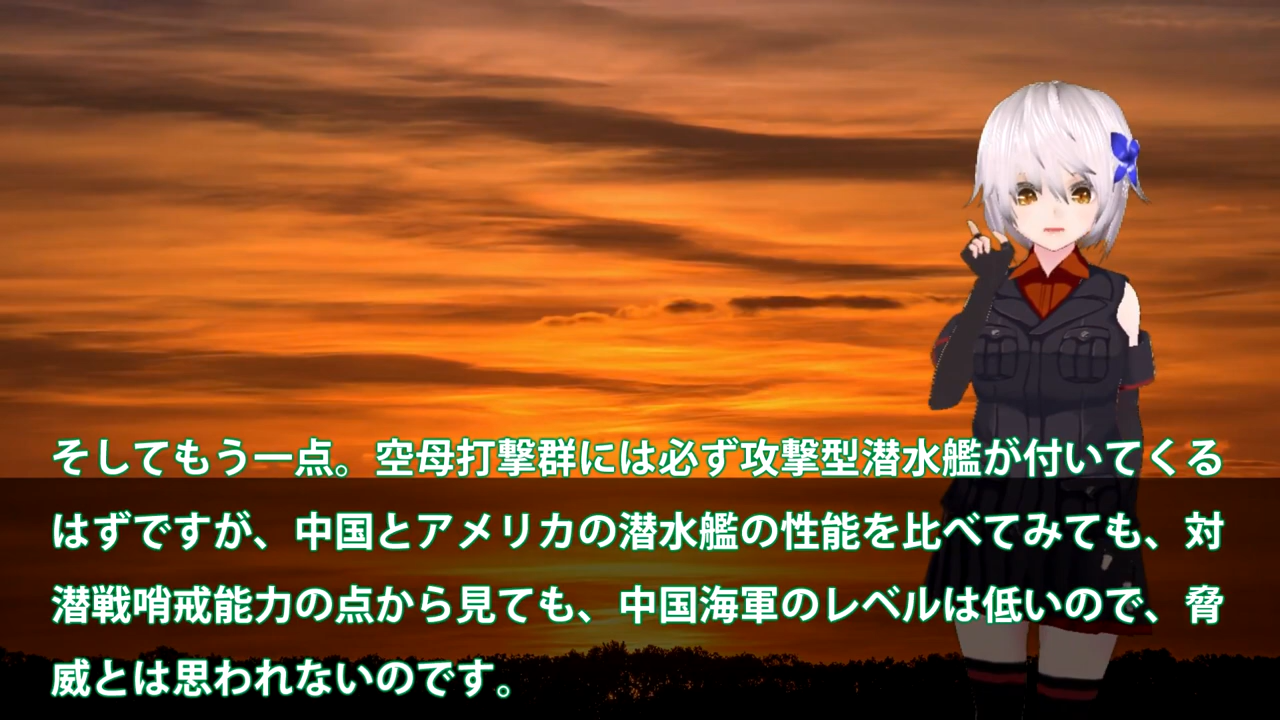 そしてもう一点。空母打撃群には必ず攻撃型潜水艦が付いてくる
はずですが、中国とアメリカの潜水艦の性能を比べてみても、対
潜戦哨戒能力の点から見ても、中国海軍のレベルは低いので、脅
威とは思われないのです。